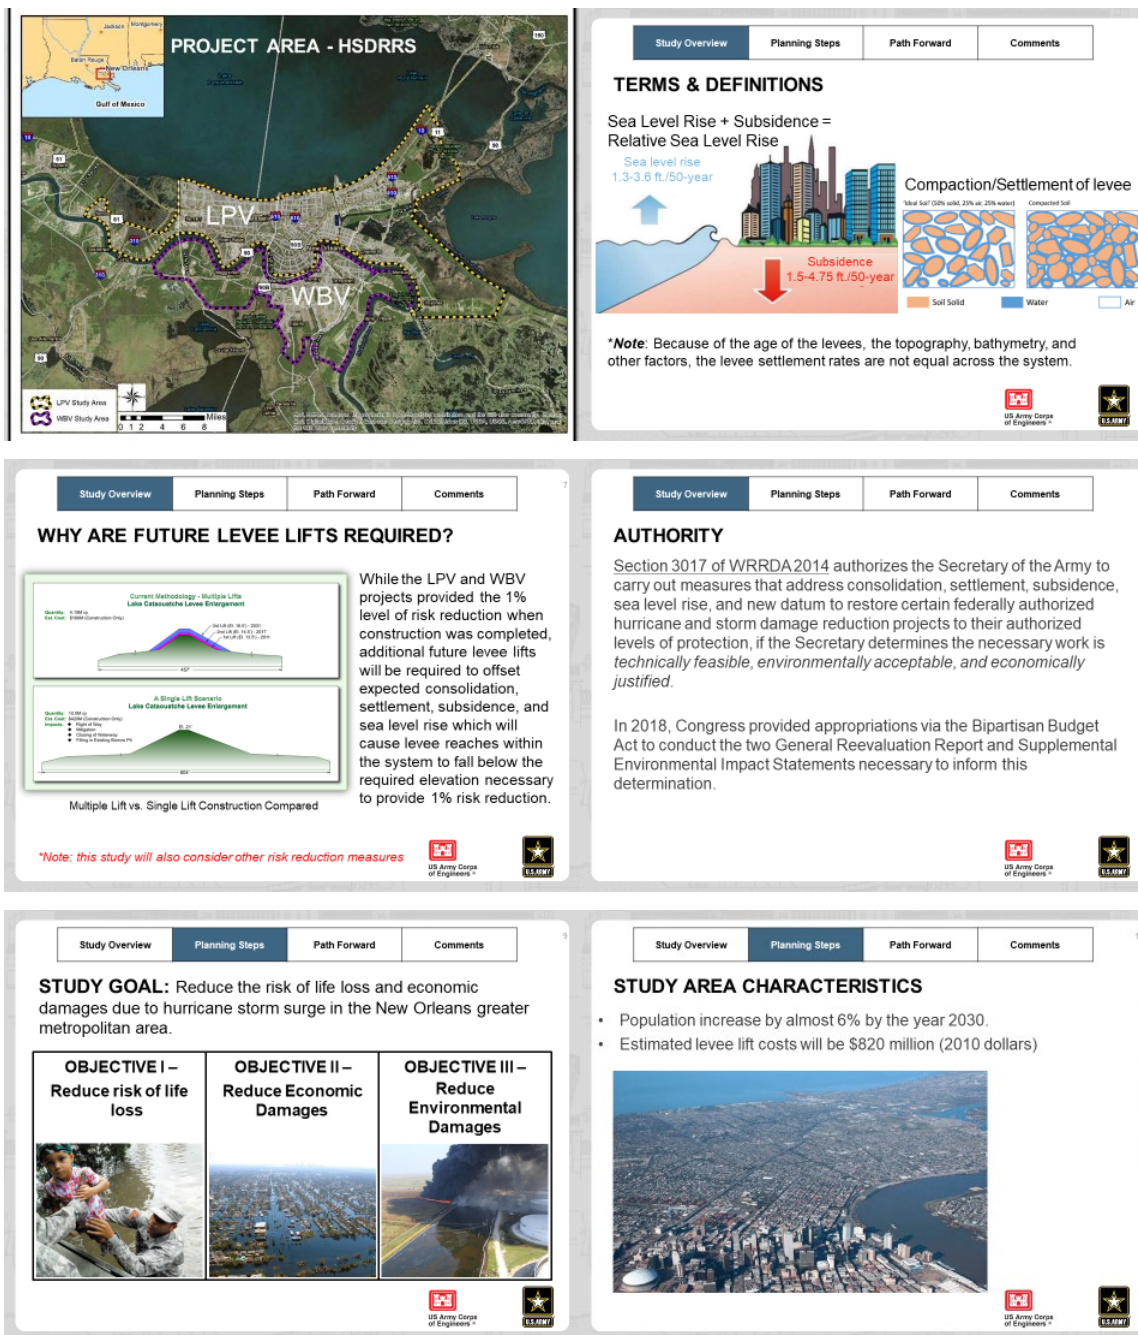 PROJECT AREA - HSDRRS
Jackson Montgomery
Baton Rouge
New Orleans
Gulf of Mexico
LPV
WBV
LPV Study Area
WBV Study Area
Miles
0 1 2 4 6 8
Study Overview
Planning Steps
Path Forward
Comments
TERMS & DEFINITIONS
Sea Level Rise + Subsidence =
Relative Sea Level Rise
Sea level rise
1.3-3.6 ft./50-year
Subsidence
1.5-4.75 ft./50-year
Compaction/Settlement of levee
"Ideal Soil" (50% solid, 25% air, 25% water)
Compacted Soil
Soil Solid
Water
Air
*Note: Because of the age of the levees, the topography, bathymetry, and
other factors, the levee settlement rates are not equal across the system.
US Army Corps
of Engineers ®
U.S.ARMY
7
Study Overview
Planning Steps
Path Forward
Comments
WHY ARE FUTURE LEVEE LIFTS REQUIRED?
Current Methodology - Multiple Lifts
Lake Cataouatche Levee Enlargement
A Single Lift Scenario
Lake Cataouatche Levee Enlargement
Multiple Lift vs. Single Lift Construction Compared
While the LPV and WBV
projects provided the 1%
level of risk reduction when
construction was completed,
additional future levee lifts
will be required to offset
expected consolidation,
settlement, subsidence, and
sea level rise which will
cause levee reaches within
the system to fall below the
required elevation necessary
to provide 1% risk reduction.
*Note: this study will also consider other risk reduction measures
US Army Corps
of Engineers ®
U.S.ARMY
Study Overview
Planning Steps
Path Forward
Comments
AUTHORITY
Section 3017 of WRRDA 2014 authorizes the Secretary of the Army to
carry out measures that address consolidation, settlement, subsidence,
sea level rise, and new datum to restore certain federally authorized
hurricane and storm damage reduction projects to their authorized
levels of protection, if the Secretary determines the necessary work is
technically feasible, environmentally acceptable, and economically
justified.
In 2018, Congress provided appropriations via the Bipartisan Budget
Act to conduct the two General Reevaluation Report and Supplemental
Environmental Impact Statements necessary to inform this
determination.
US Army Corps
of Engineers ®
U.S.ARMY
9
Study Overview
Planning Steps
Path Forward
Comments
STUDY GOAL: Reduce the risk of life loss and economic
damages due to hurricane storm surge in the New Orleans greater
metropolitan area.
OBJECTIVE I –
Reduce risk of life
loss
OBJECTIVE II –
Reduce Economic
Damages
OBJECTIVE III –
Reduce
Environmental
Damages
US Army Corps
of Engineers ®
U.S.ARMY
Study Overview
Planning Steps
Path Forward
Comments
STUDY AREA CHARACTERISTICS
• Population increase by almost 6% by the year 2030.
• Estimated levee lift costs will be $820 million (2010 dollars)
US Army Corps
of Engineers ®
U.S.ARMY